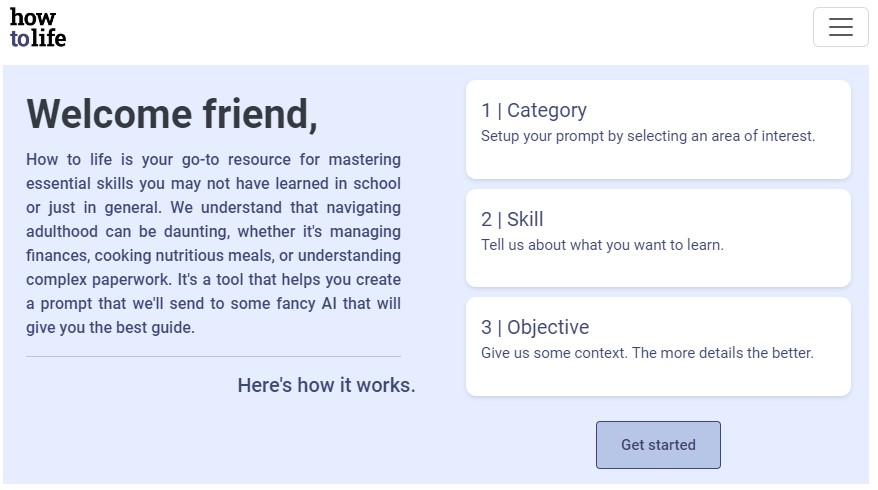 how
to life
Welcome friend,
How to life is your go-to resource for mastering
essential skills you may not have learned in school
or just in general. We understand that navigating
adulthood can be daunting, whether it's managing
finances, cooking nutritious meals, or understanding
complex paperwork. It's a tool that helps you create
a prompt that we'll send to some fancy AI that will
give you the best guide.
Here's how it works.
1 | Category
Setup your prompt by selecting an area of interest.
2 | Skill
Tell us about what you want to learn.
3 | Objective
Give us some context. The more details the better.
Get started